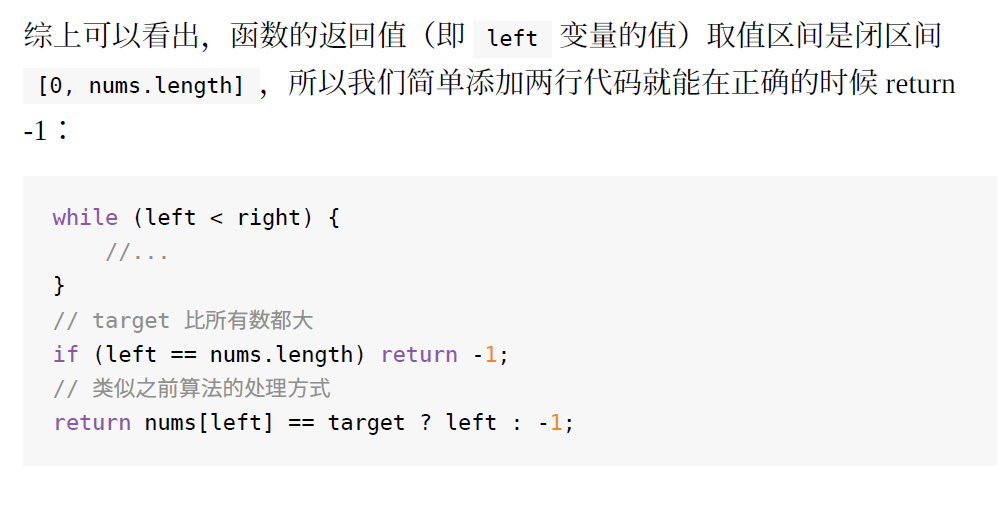 综上可以看出，函数的返回值（即 left 变量的值）取值区间是闭区间
[0, nums.length] ，所以我们简单添加两行代码就能在正确的时候 return
-1：
while (left < right) {
    //...
}
// target 比所有数都大
if (left == nums.length) return -1;
// 类似之前算法的处理方式
return nums[left] == target ? left : -1;